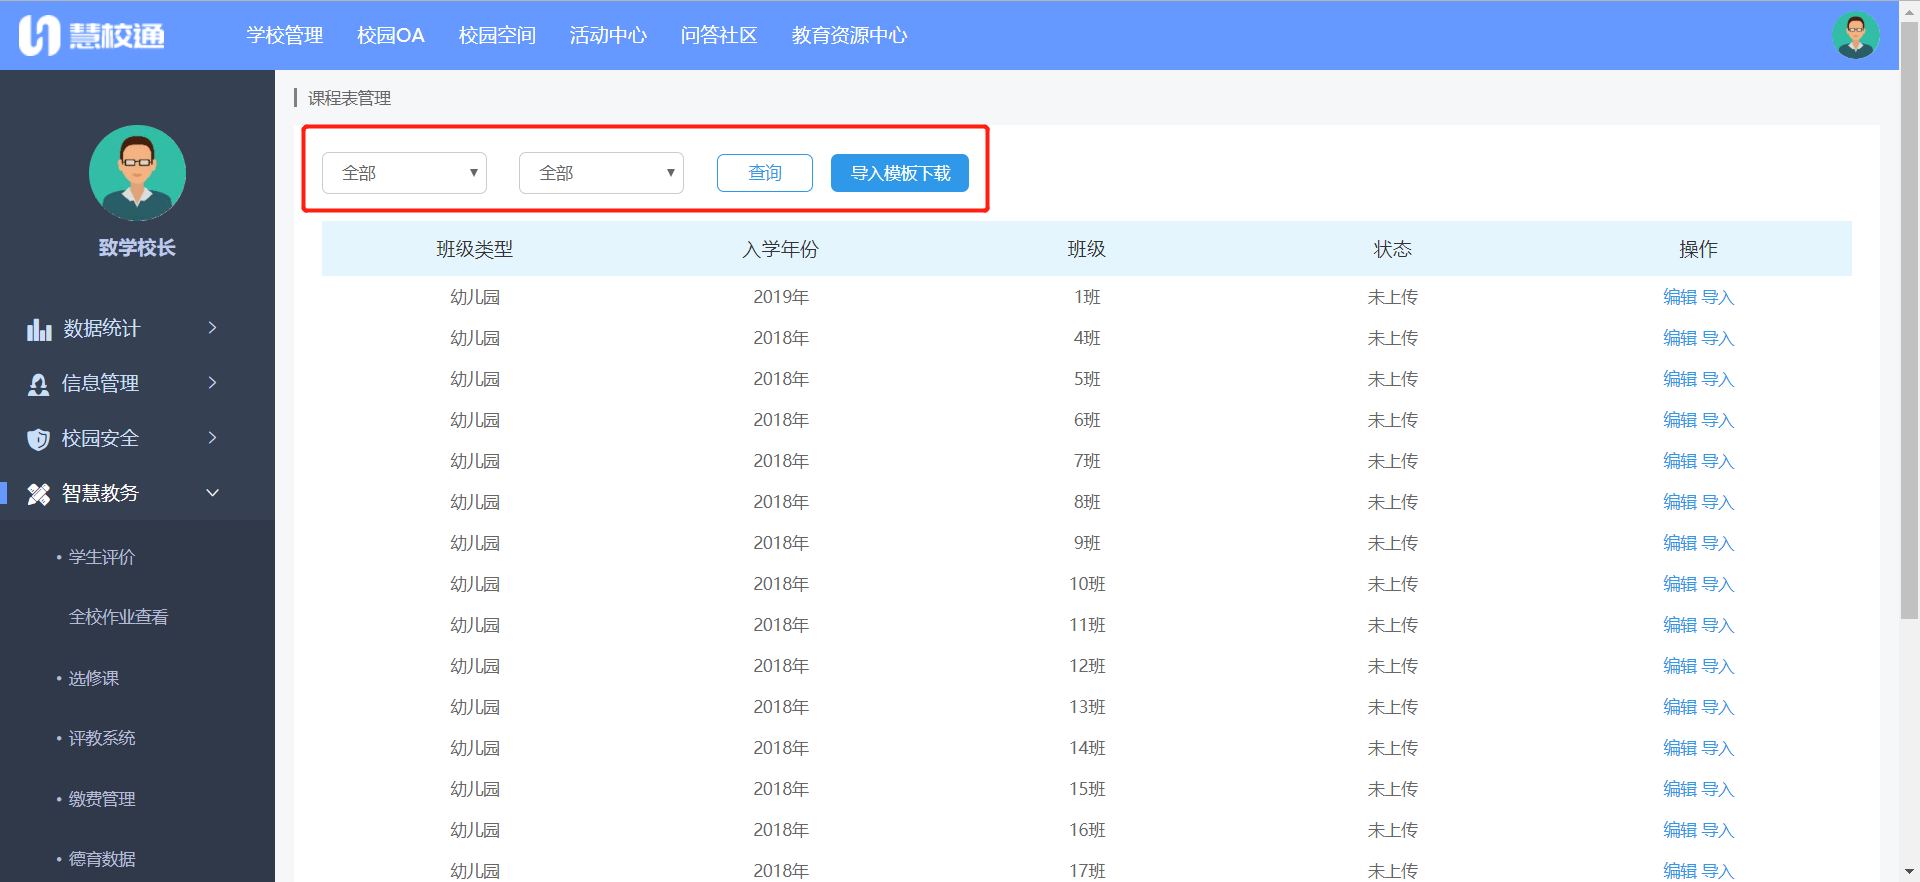 慧校通
学校管理 校园OA 校园空间 活动中心 问答社区 教育资源中心
致学校长
数据统计
信息管理
校园安全
智慧教务
• 学生评价
全校作业查看
• 选修课
• 评教系统
• 缴费管理
• 德育数据
课程表管理
全部 全部 查询 导入模板下载
班级类型 入学年份 班级 状态 操作
幼儿园 2019年 1班 未上传 编辑 导入
幼儿园 2018年 4班 未上传 编辑 导入
幼儿园 2018年 5班 未上传 编辑 导入
幼儿园 2018年 6班 未上传 编辑 导入
幼儿园 2018年 7班 未上传 编辑 导入
幼儿园 2018年 8班 未上传 编辑 导入
幼儿园 2018年 9班 未上传 编辑 导入
幼儿园 2018年 10班 未上传 编辑 导入
幼儿园 2018年 11班 未上传 编辑 导入
幼儿园 2018年 12班 未上传 编辑 导入
幼儿园 2018年 13班 未上传 编辑 导入
幼儿园 2018年 14班 未上传 编辑 导入
幼儿园 2018年 15班 未上传 编辑 导入
幼儿园 2018年 16班 未上传 编辑 导入
幼儿园 2018年 17班 未上传 编辑 导入